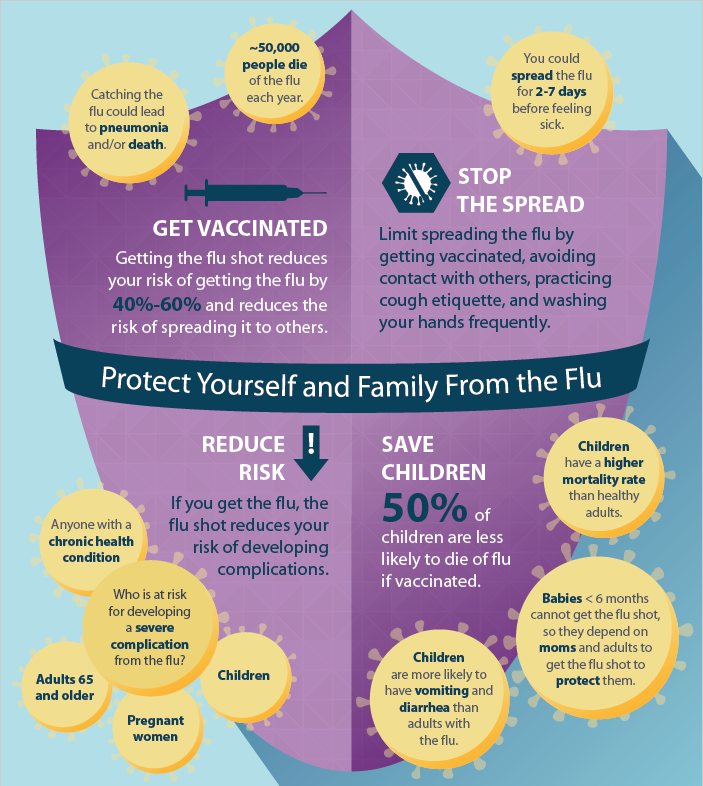 ~50,000
people die
of the flu
each year.
Catching the
flu could lead
to pneumonia
and/or death.
You could
spread the flu
for 2-7 days
before feeling
sick.
GET VACCINATED
Getting the flu shot reduces
your risk of getting the flu by
40%-60% and reduces the
risk of spreading it to others.
STOP
THE SPREAD
Limit spreading the flu by
getting vaccinated, avoiding
contact with others, practicing
cough etiquette, and washing
your hands frequently.
Protect Yourself and Family From the Flu
REDUCE
RISK
!
If you get the flu, the
flu shot reduces your
risk of developing
complications.
Anyone with a
chronic health
condition
Who is at risk
for developing
a severe
complication
from the flu?
Adults 65
and older
Pregnant
women
Children
SAVE
CHILDREN
50% of
children are less
likely to die of flu
if vaccinated.
Children
have a higher
mortality rate
than healthy
adults.
Babies < 6 months
cannot get the flu shot,
so they depend on
moms and adults to
get the flu shot to
protect them.
Children
are more likely to
have vomiting and
diarrhea than
adults with
the flu.